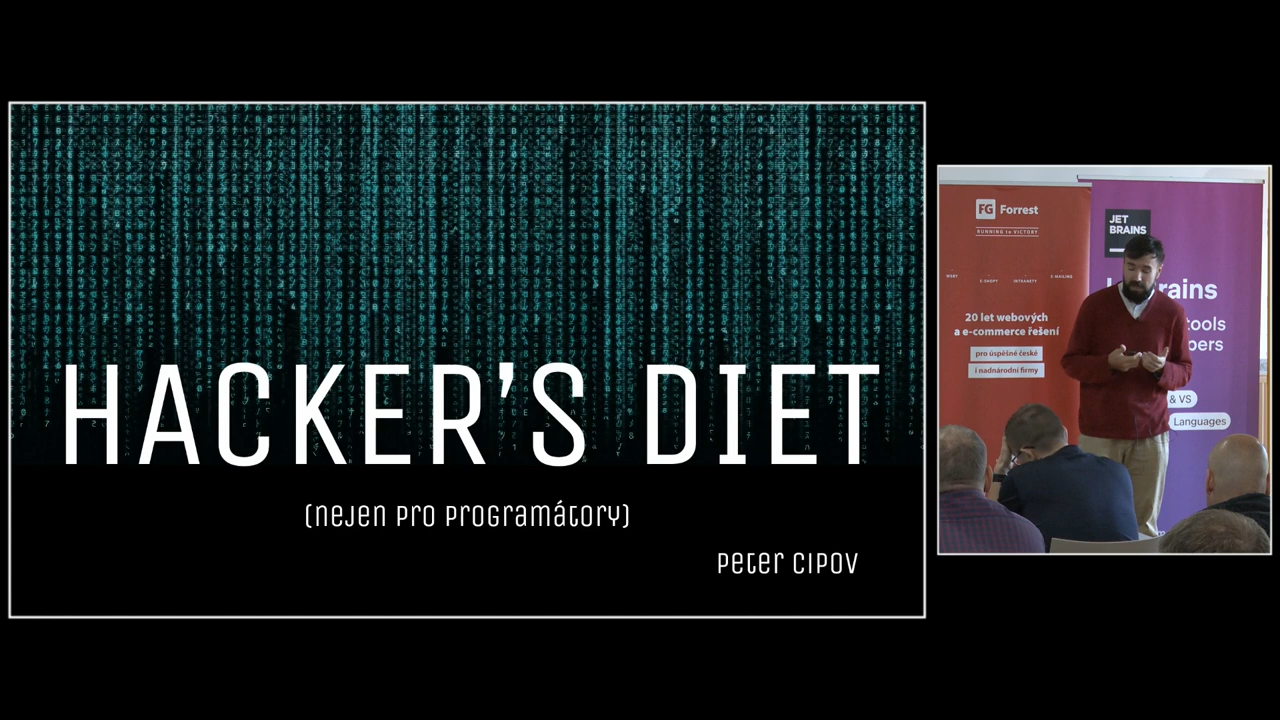 HACKER'S DIET
(nejen pro programátory)
Peter Cipov
FG Forrest
RUNNING to VICTORY
WEBY
E-SHOPY
INTRANETY
E-MAILING
20 let webových
a e-commerce řešení
pro úspěšné české
i nadnárodní firmy
JET
BRAINS
rains
tools
& VS
Languages